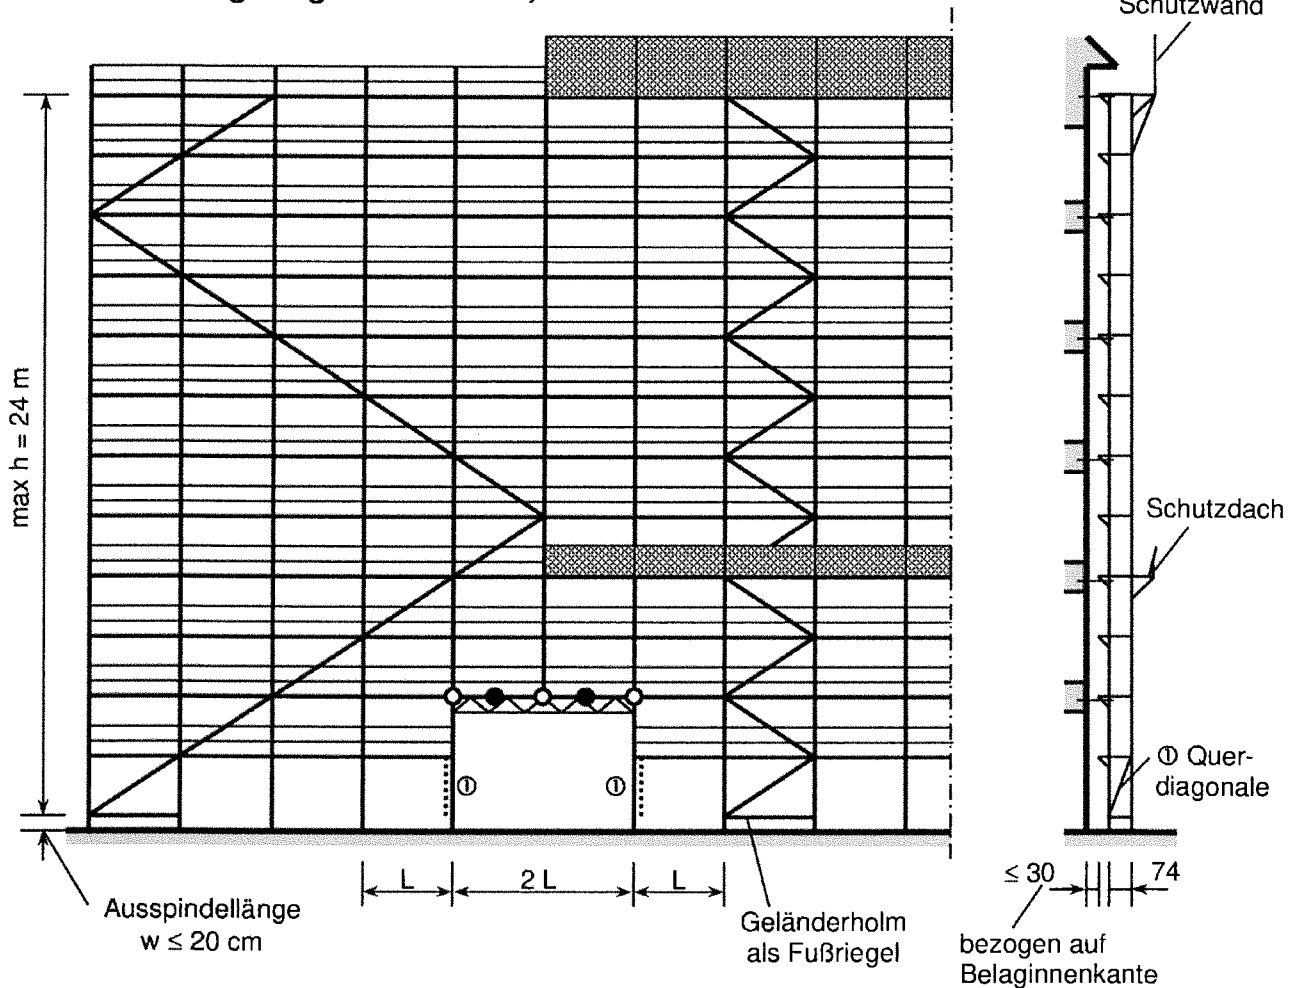 Schutzwand
max h = 24 m
Schutzdach
① Quer-
diagonale
①
①
L
2 L
L
≤ 30
74
Ausspindellänge
w ≤ 20 cm
Geländerholm
als Fußriegel
bezogen auf
Belaginnenkante